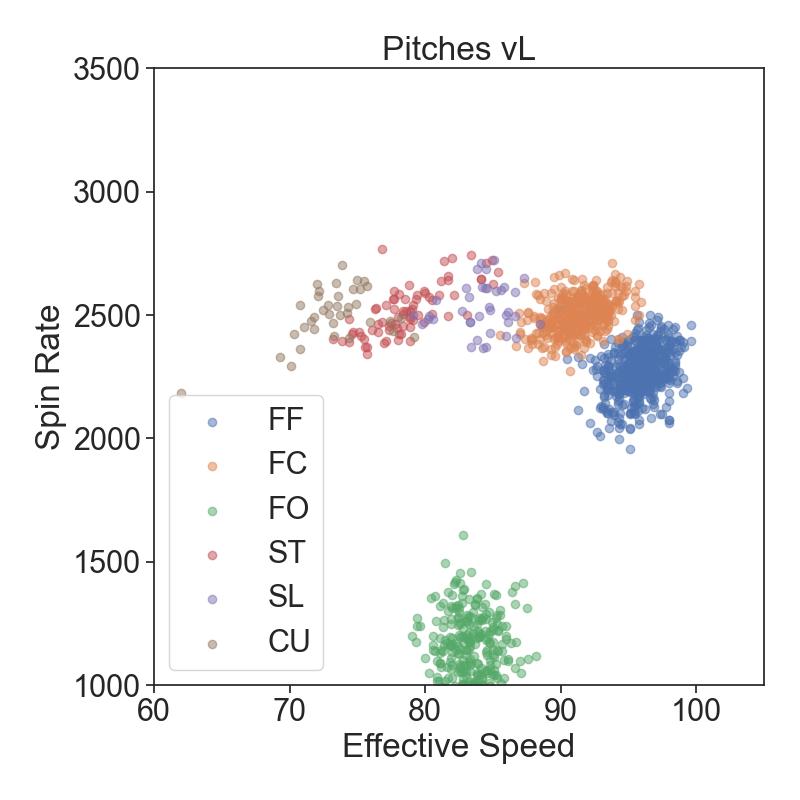 Pitches vL
3500
3000
2500
2000
1500
1000
Spin Rate
FF
FC
FO
ST
SL
CU
60 70 80 90 100
Effective Speed